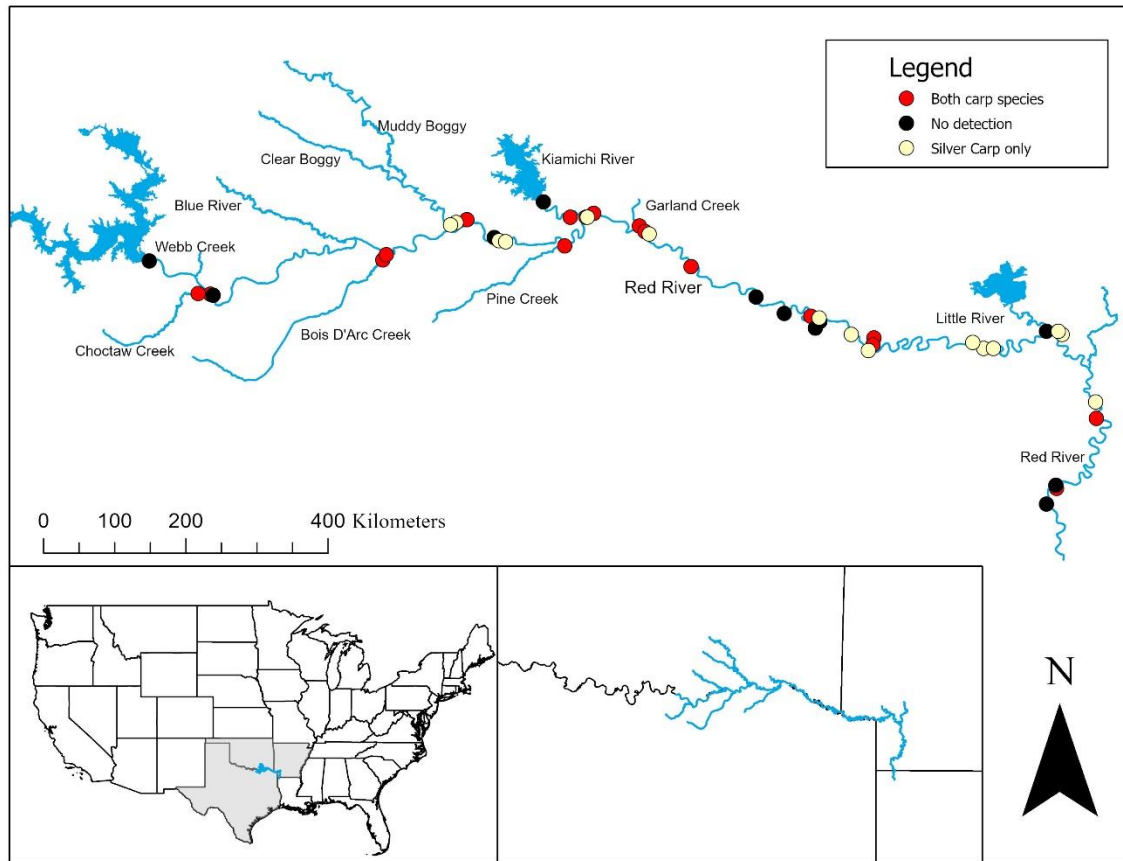 Legend
Both carp species
No detection
Silver Carp only
Muddy Boggy
Clear Boggy
Kiamichi River
Blue River
Garland Creek
Webb Creek
Red River
Pine Creek
Little River
Bois D'Arc Creek
Choctaw Creek
Red River
0 100 200 400 Kilometers
N